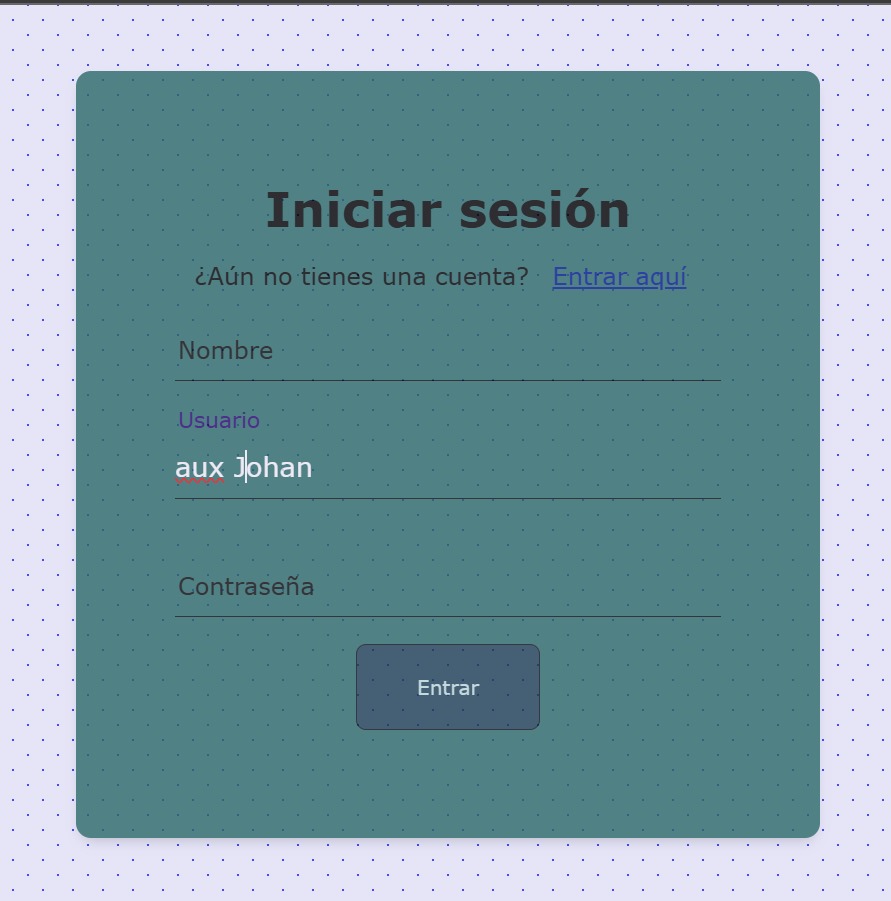 Iniciar sesión
¿Aún no tienes una cuenta? Entrar aquí
Nombre
Usuario
aux Johan
Contraseña
Entrar